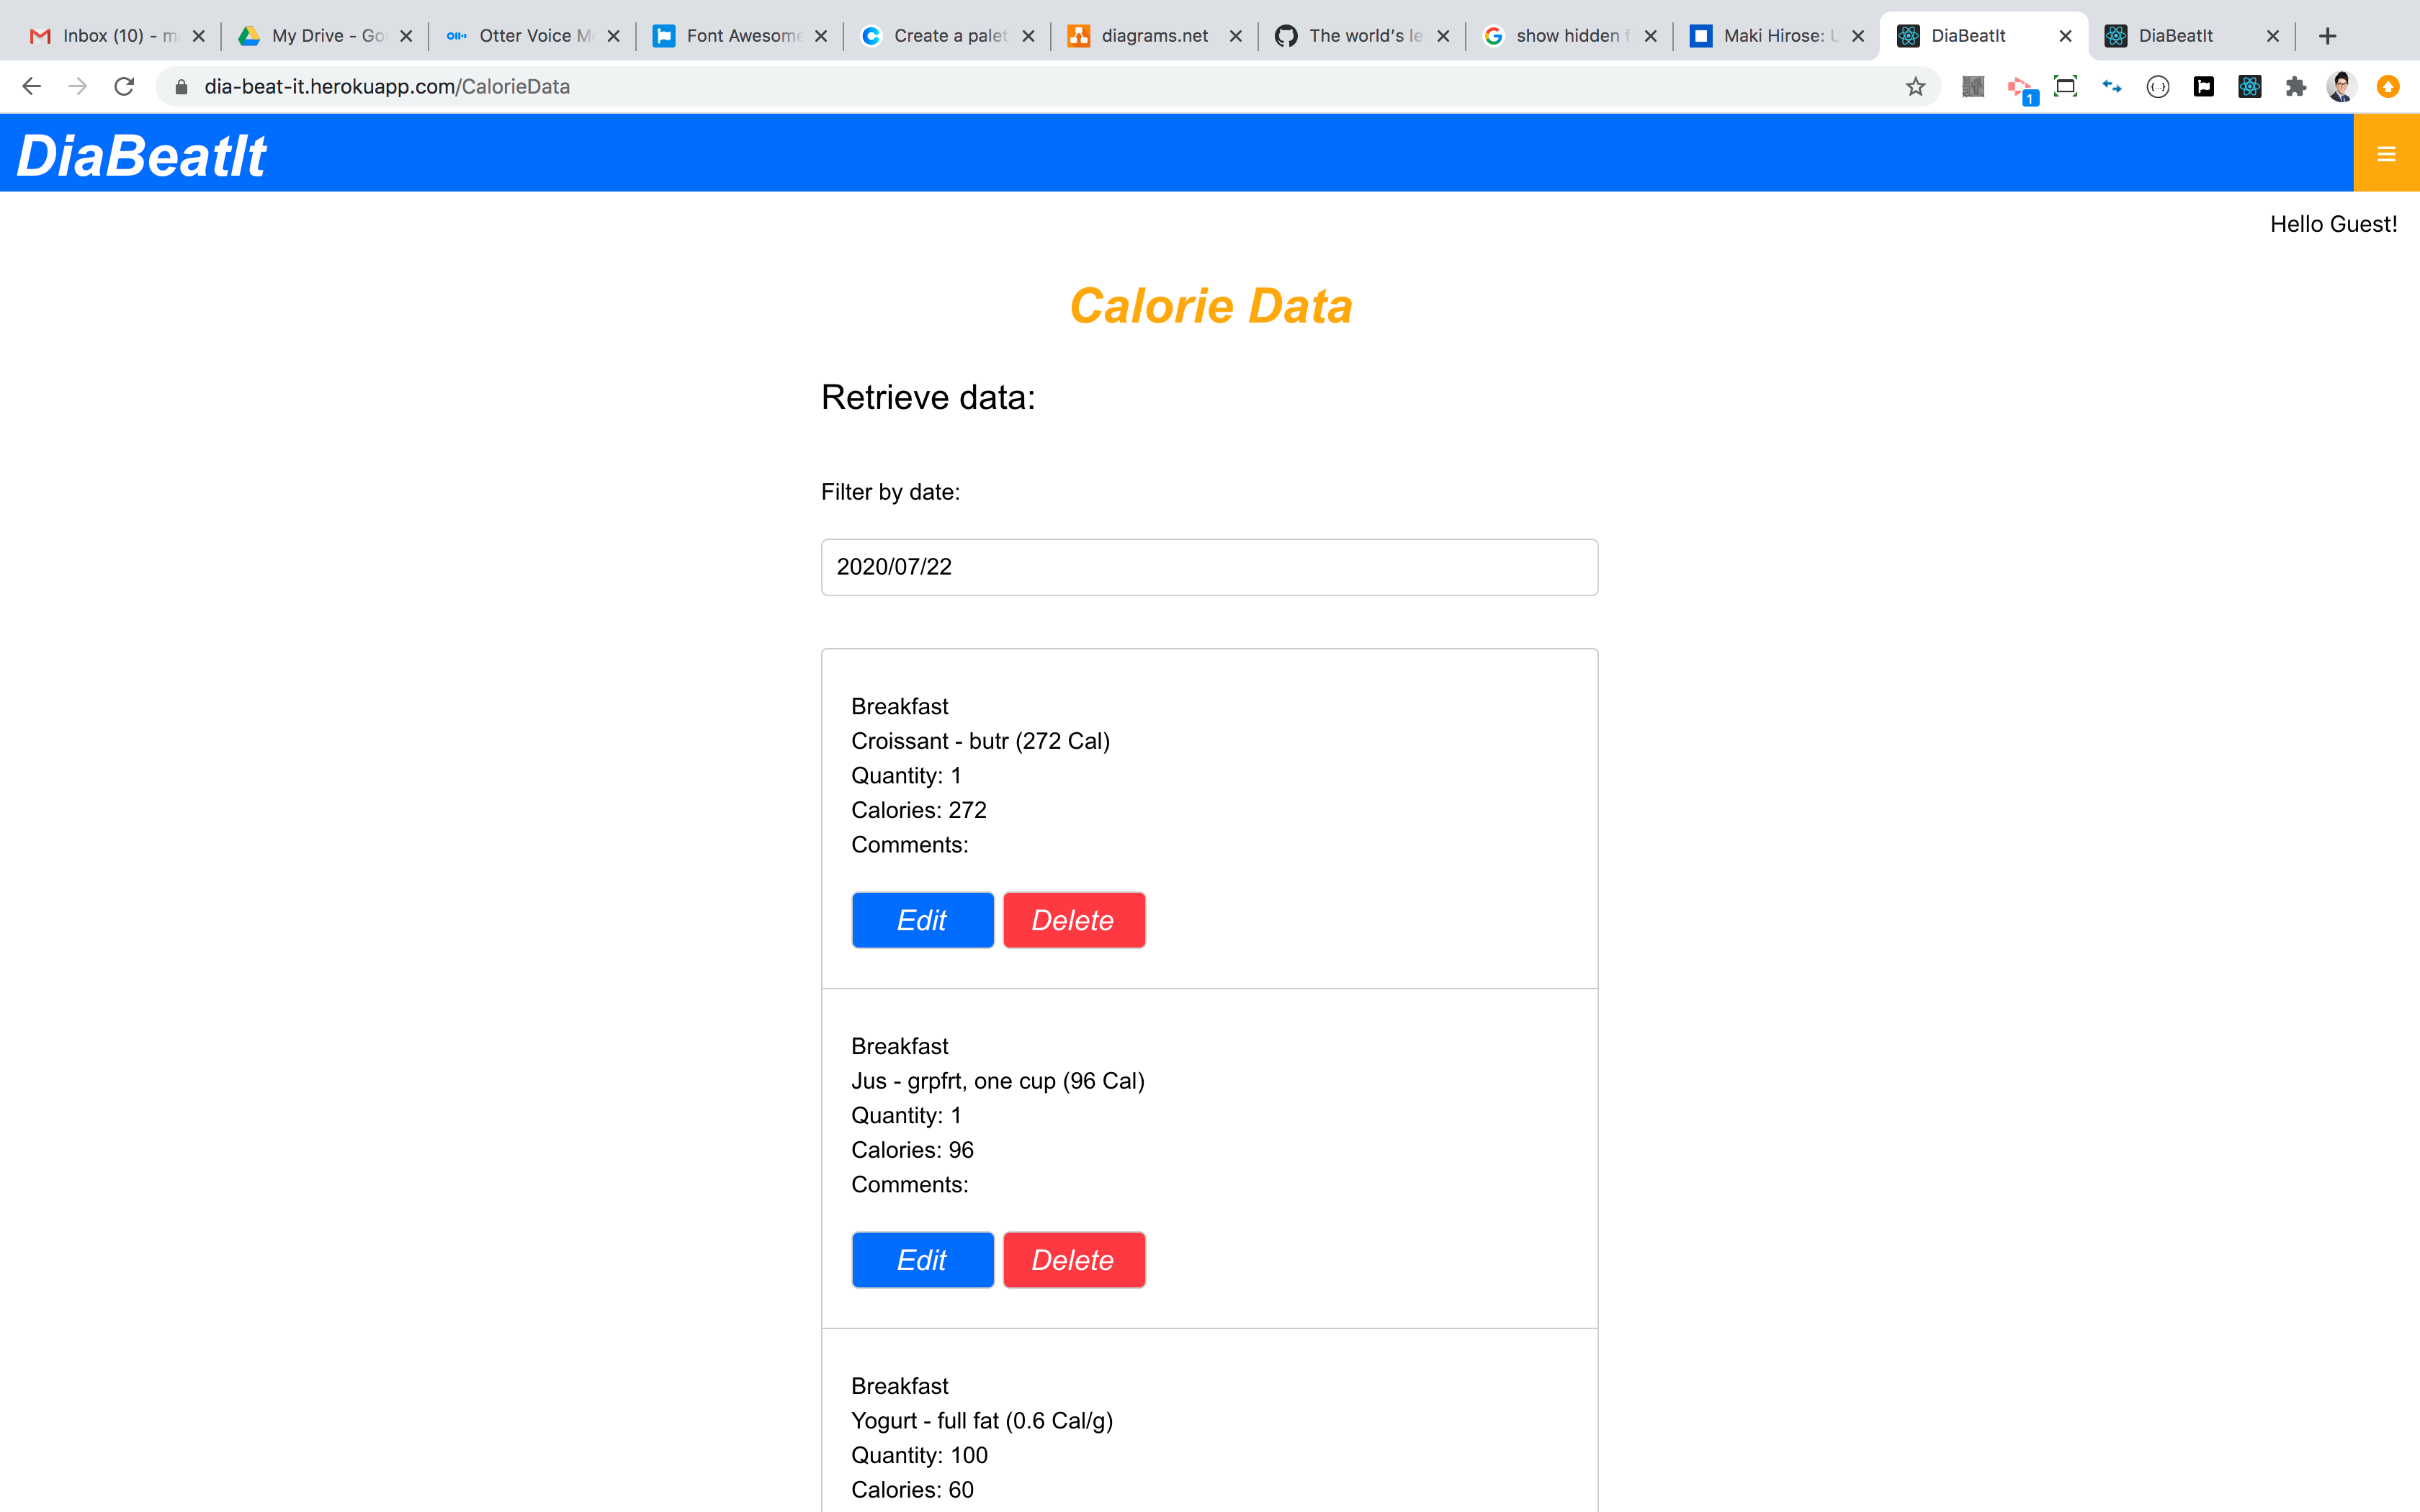 Inbox (10) - m
My Drive - Go
Otter Voice M
Font Awesome
Create a palet
diagrams.net
The world's le
show hidden f
Maki Hirose: U
DiaBeatIt
DiaBeatIt
dia-beat-it.herokuapp.com/CalorieData
1
DiaBeatIt
Hello Guest!
Calorie Data
Retrieve data:
Filter by date:
2020/07/22
Breakfast
Croissant - butr (272 Cal)
Quantity: 1
Calories: 272
Comments:
Edit Delete
Breakfast
Jus - grpfrt, one cup (96 Cal)
Quantity: 1
Calories: 96
Comments:
Edit Delete
Breakfast
Yogurt - full fat (0.6 Cal/g)
Quantity: 100
Calories: 60